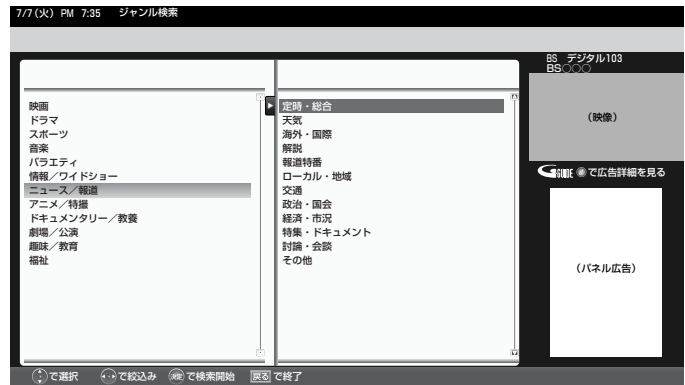 7/7(火) PM 7:35 ジャンル検索
BS デジタル103
BS○○○
映画
ドラマ
スポーツ
音楽
バラエティ
情報／ワイドショー
ニュース／報道
アニメ／特撮
ドキュメンタリー／教養
劇場／公演
趣味／教育
福祉
定時・総合
天気
海外・国際
解説
報道特番
ローカル・地域
交通
政治・国会
経済・市況
特集・ドキュメント
討論・会談
その他
（映像）
GGUIDE で広告詳細を見る
（パネル広告）
で選択 で絞込み 決定 で検索開始 戻る で終了